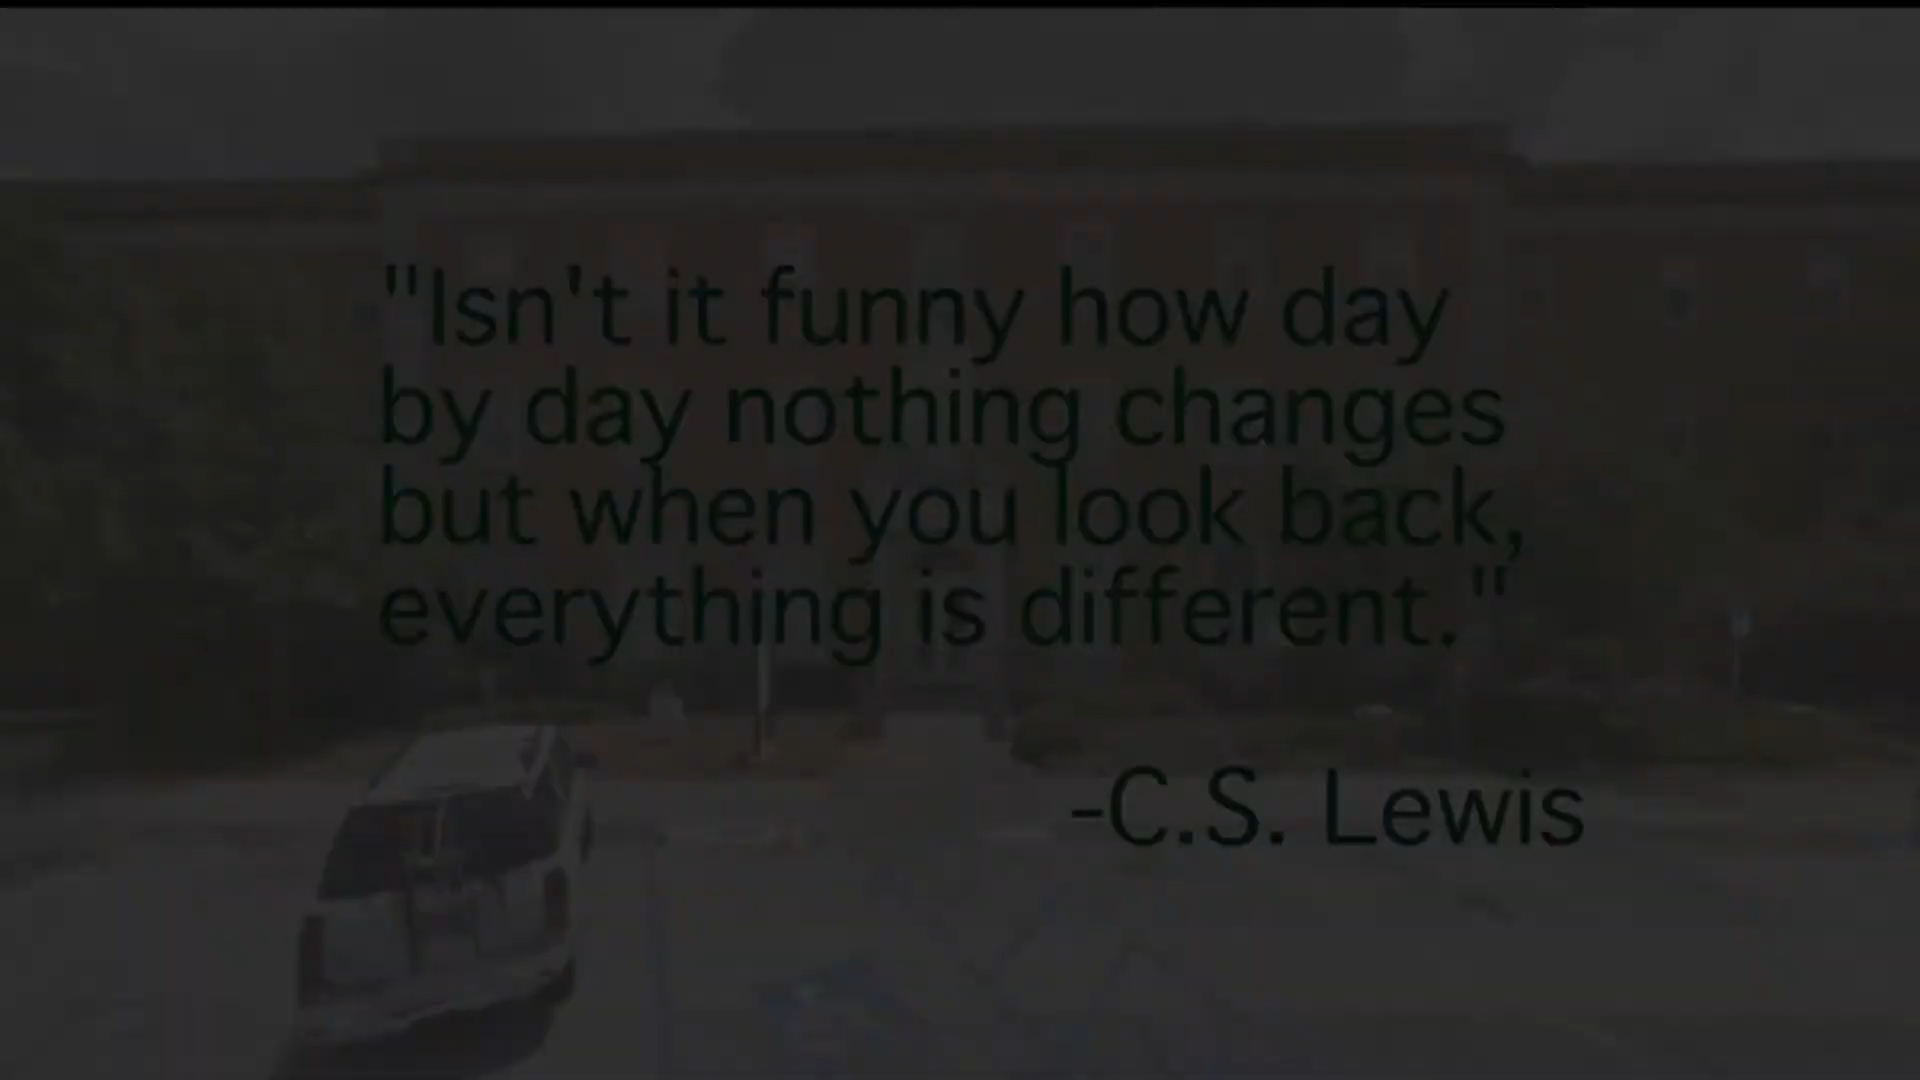 "Isn't it funny how day
by day nothing changes
but when you look back,
everything is different."
-C.S. Lewis